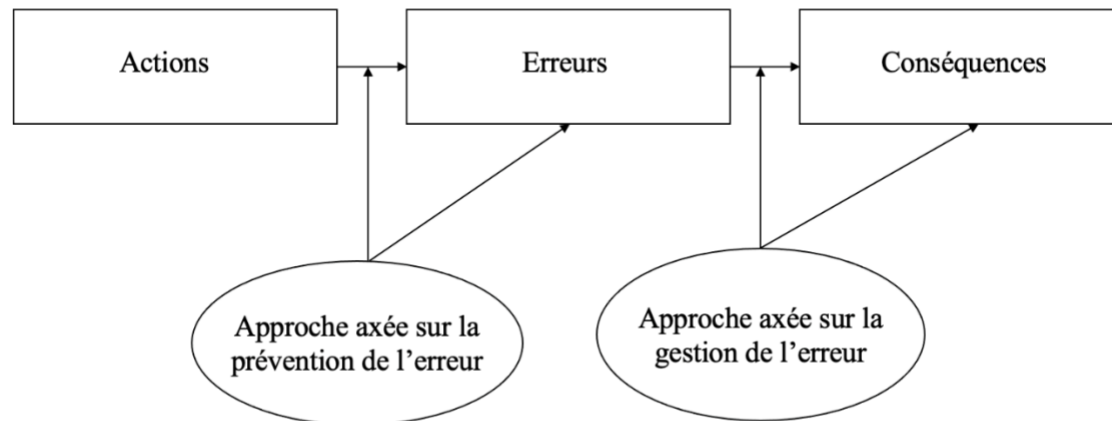 Actions
Erreurs
Conséquences
Approche axée sur la
prévention de l’erreur
Approche axée sur la
gestion de l’erreur